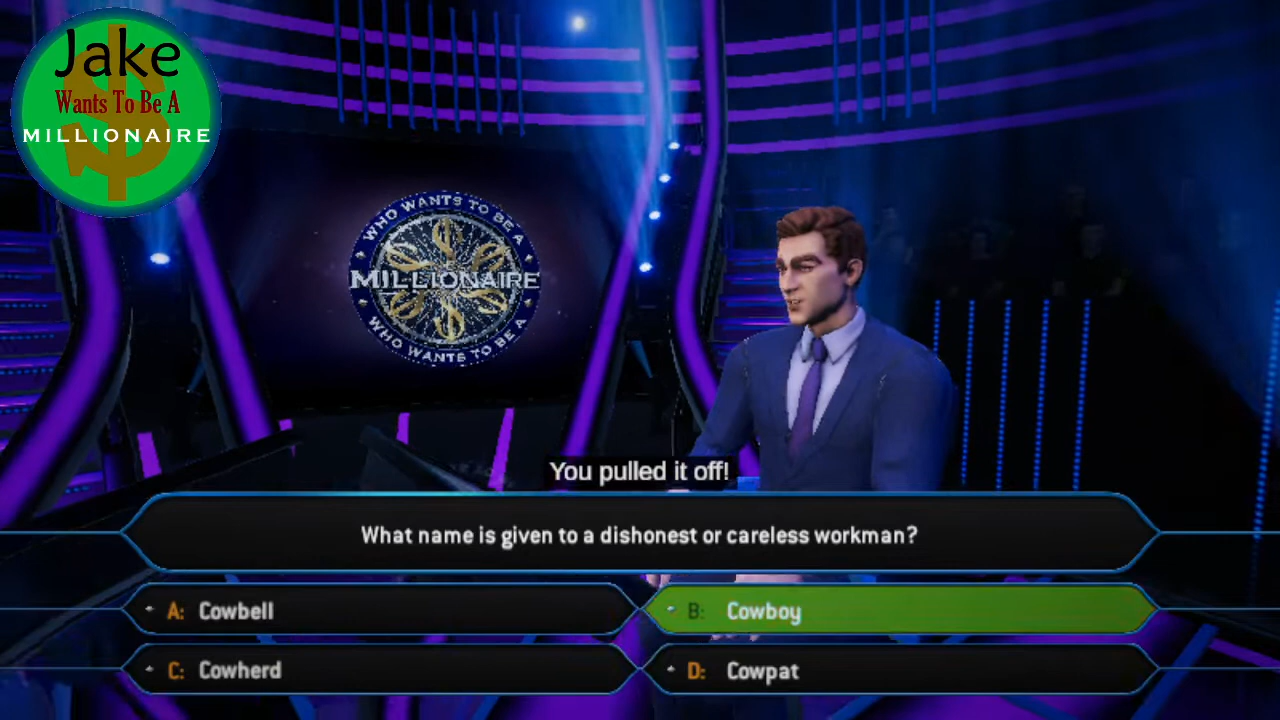 Jake
Wants To Be A
MILLIONAIRE
WHO WANTS TO BE A
MILLIONAIRE
WHO WANTS TO BE A
You pulled it off!
What name is given to a dishonest or careless workman?
A: Cowbell
B: Cowboy
C: Cowherd
D: Cowpat